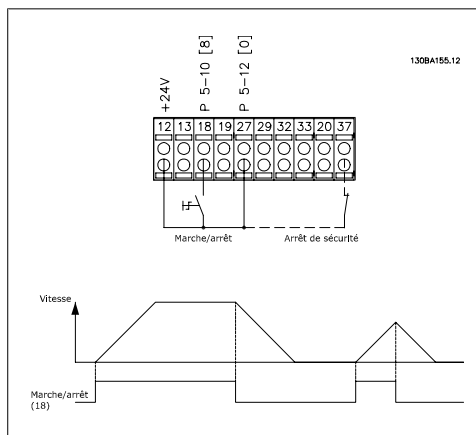 130BA155.12
+24V
P 5-10 [8]
P 5-12 [0]
12 13 18 19 27 29 32 33 20 37
Marche/arrêt
Arrêt de sécurité
Vitesse
Marche/arrêt
(18)